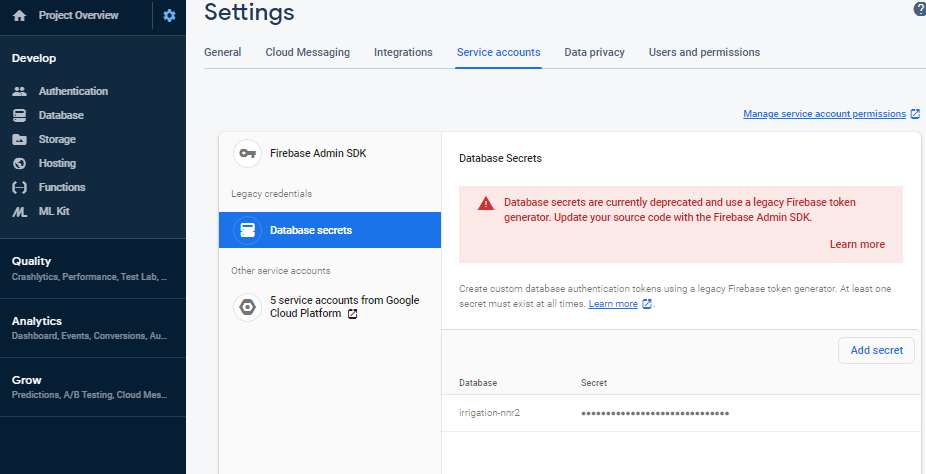 Project Overview
Develop
Authentication
Database
Storage
Hosting
Functions
ML Kit
Quality
Crashlytics, Performance, Test Lab, ...
Analytics
Dashboard, Events, Conversions, Au...
Grow
Predictions, A/B Testing, Cloud Mes...
Settings
General
Cloud Messaging
Integrations
Service accounts
Data privacy
Users and permissions
Manage service account permissions
Firebase Admin SDK
Legacy credentials
Database secrets
Other service accounts
5 service accounts from Google
Cloud Platform
Database Secrets
Database secrets are currently deprecated and use a legacy Firebase token
generator. Update your source code with the Firebase Admin SDK.
Learn more
Create custom database authentication tokens using a legacy Firebase token generator. At least one
secret must exist at all times. Learn more .
Add secret
Database Secret
irrigation-nnr2 ••••••••••••••••••••••••••••••